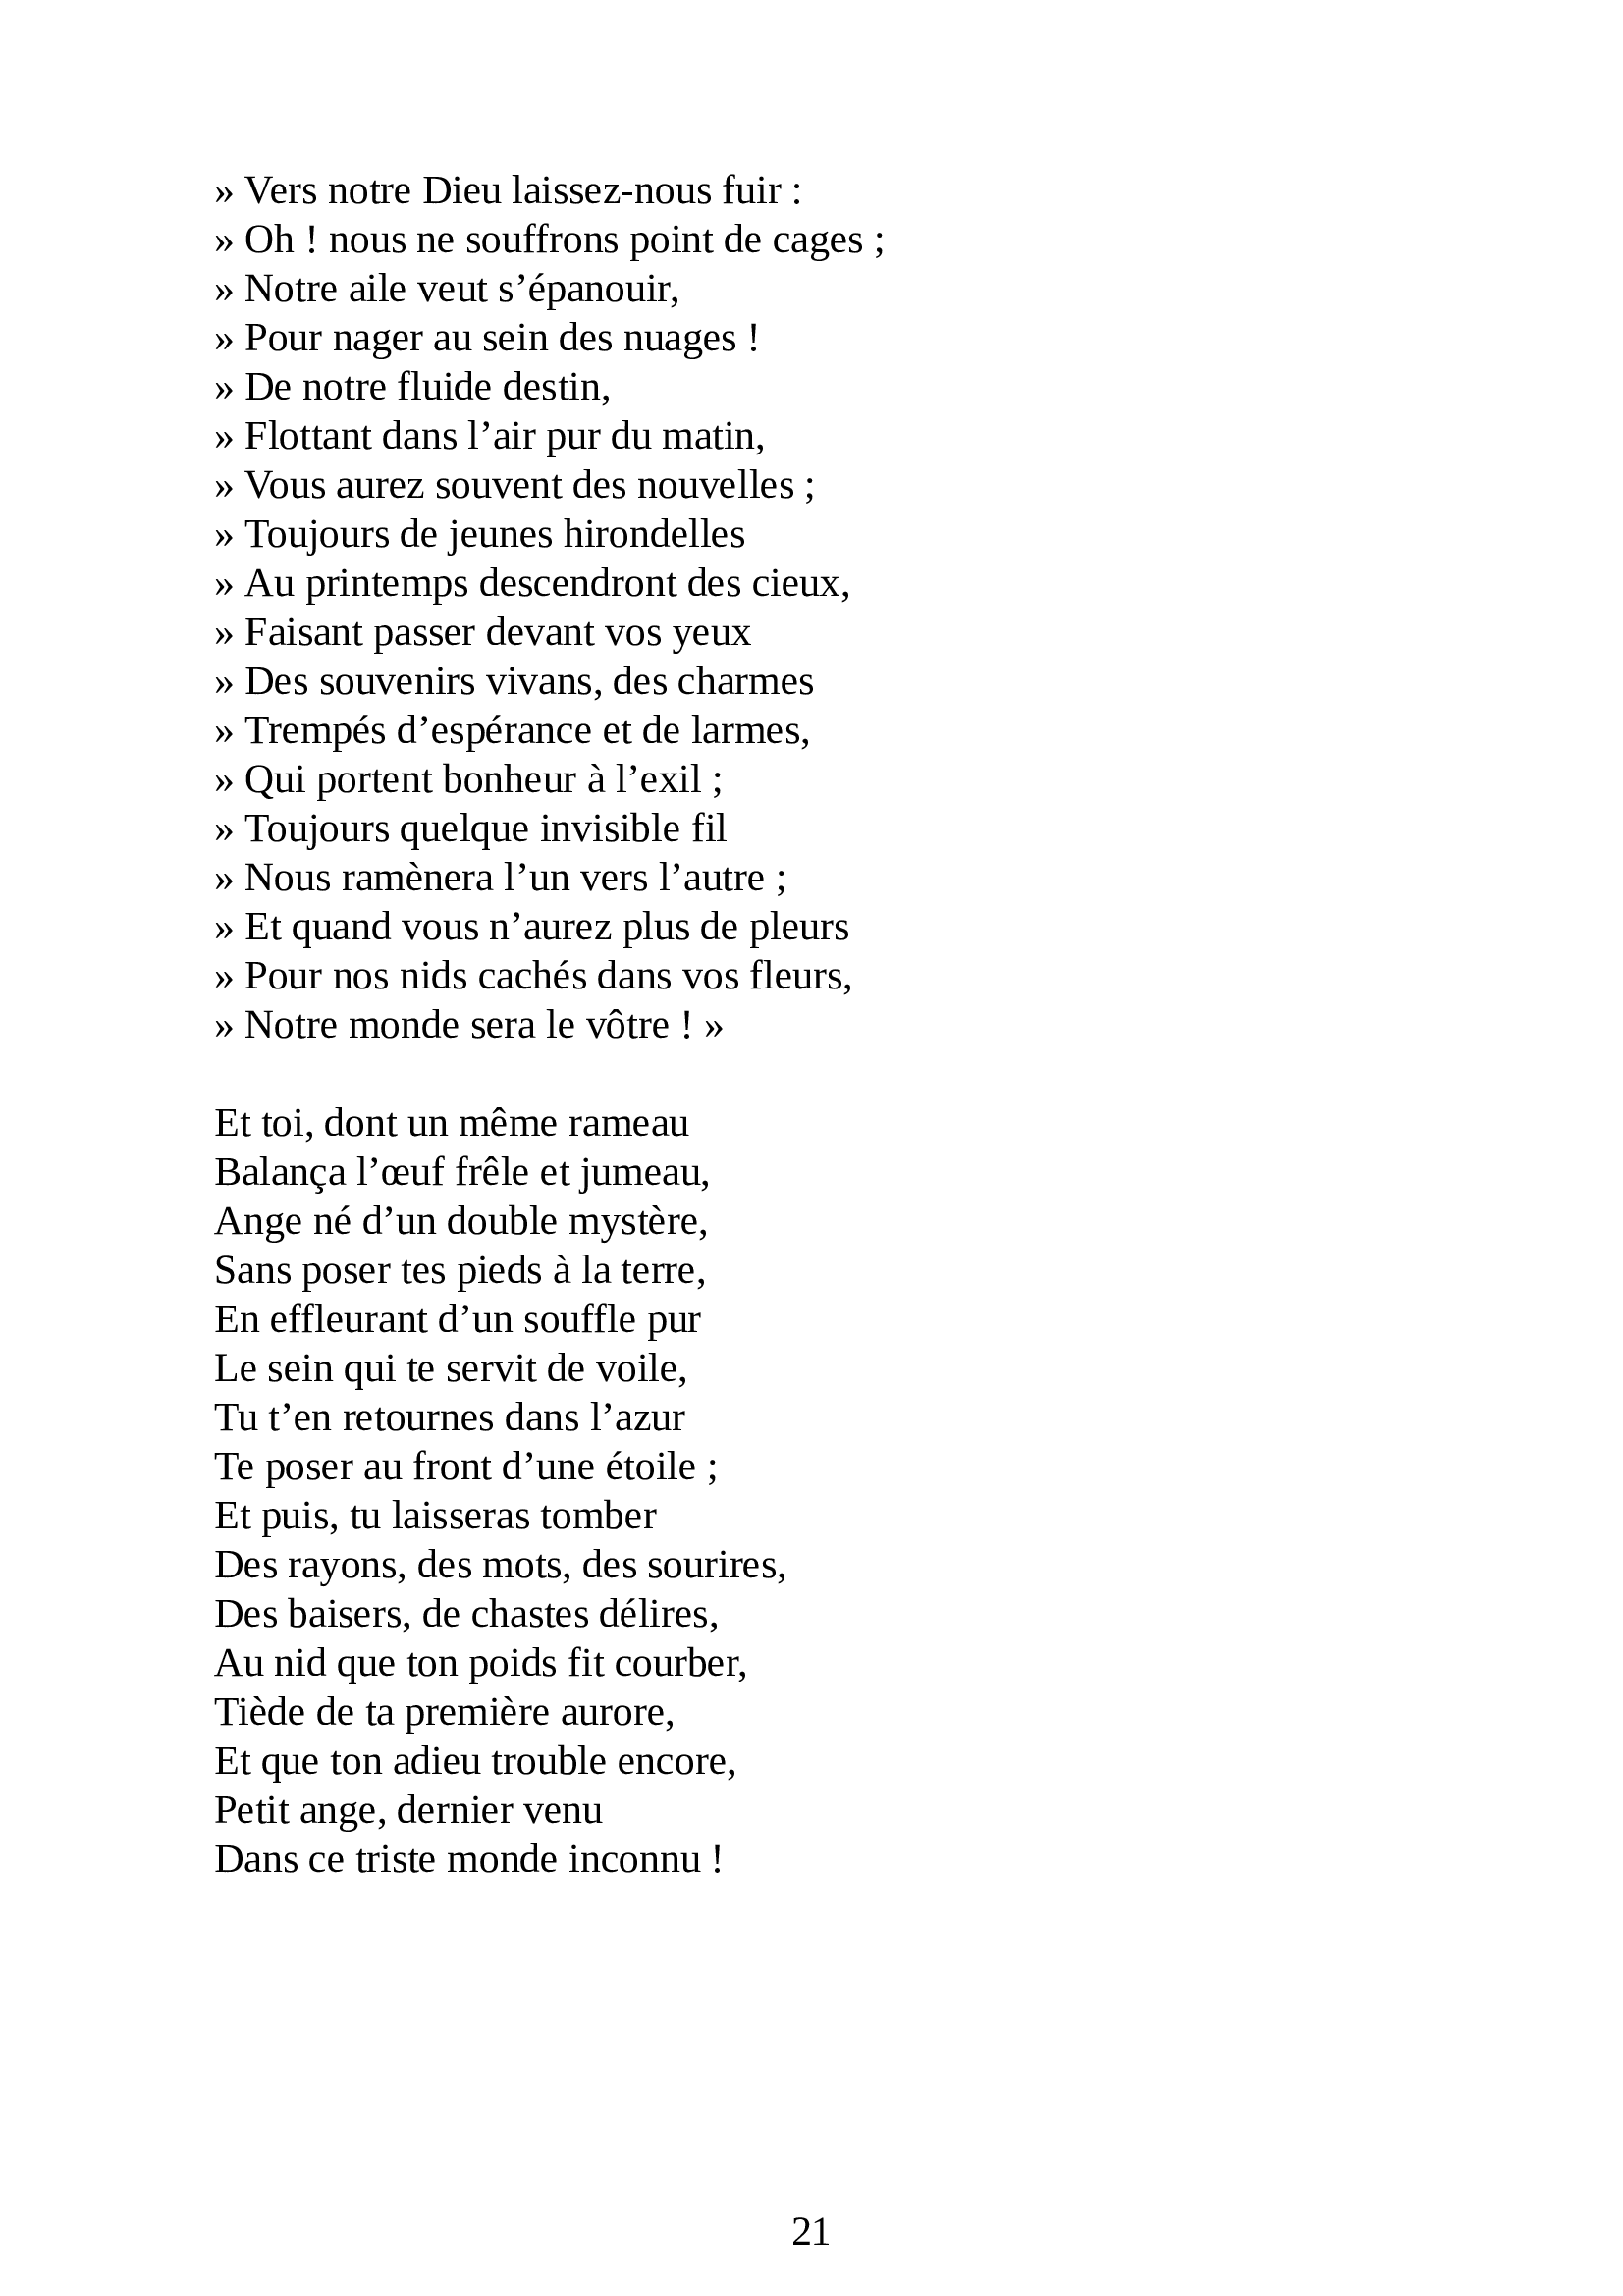 » Vers notre Dieu laissez-nous fuir :
» Oh ! nous ne souffrons point de cages ;
» Notre aile veut s’épanouir,
» Pour nager au sein des nuages !
» De notre fluide destin,
» Flottant dans l’air pur du matin,
» Vous aurez souvent des nouvelles ;
» Toujours de jeunes hirondelles
» Au printemps descendront des cieux,
» Faisant passer devant vos yeux
» Des souvenirs vivans, des charmes
» Trempés d’espérance et de larmes,
» Qui portent bonheur à l’exil ;
» Toujours quelque invisible fil
» Nous ramènera l’un vers l’autre ;
» Et quand vous n’aurez plus de pleurs
» Pour nos nids cachés dans vos fleurs,
» Notre monde sera le vôtre ! »

Et toi, dont un même rameau
Balança l’œuf frêle et jumeau,
Ange né d’un double mystère,
Sans poser tes pieds à la terre,
En effleurant d’un souffle pur
Le sein qui te servit de voile,
Tu t’en retournes dans l’azur
Te poser au front d’une étoile ;
Et puis, tu laisseras tomber
Des rayons, des mots, des sourires,
Des baisers, de chastes délires,
Au nid que ton poids fit courber,
Tiède de ta première aurore,
Et que ton adieu trouble encore,
Petit ange, dernier venu
Dans ce triste monde inconnu !

21